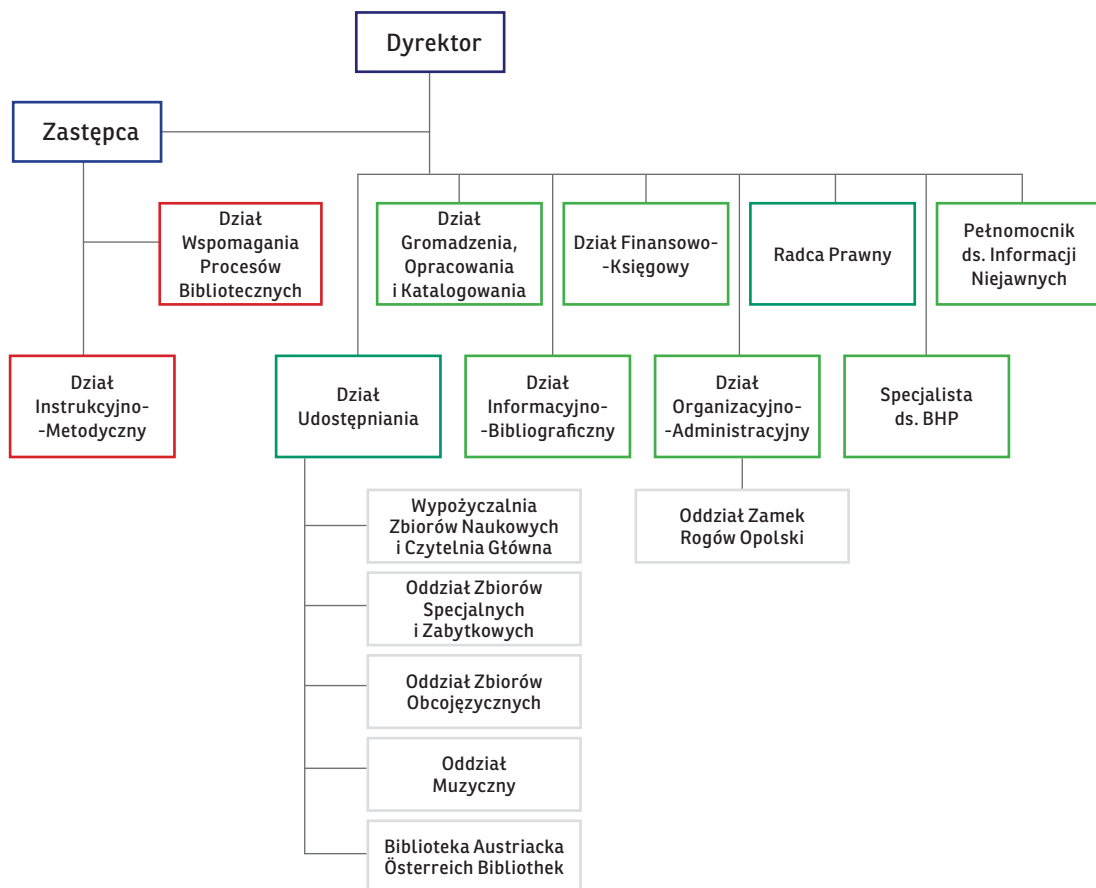 Dyrektor
Zastępca
Dział
Wspomagania
Procesów
Bibliotecznych
Dział
Gromadzenia,
Opracowania
i Katalogowania
Dział Finansowo-
-Księgowy
Radca Prawny
Pełnomocnik
ds. Informacji
Niejawnych
Dział
Instrukcyjno-
-Metodyczny
Dział
Udostępniania
Dział
Informacyjno-
-Bibliograficzny
Dział
Organizacyjno-
-Administracyjny
Specjalista
ds. BHP
Wypożyczalnia
Zbiorów Naukowych
i Czytelnia Główna
Oddział Zamek
Rogów Opolski
Oddział Zbiorów
Specjalnych
i Zabytkowych
Oddział Zbiorów
Obcojęzycznych
Oddział
Muzyczny
Biblioteka Austriacka
Österreich Bibliothek